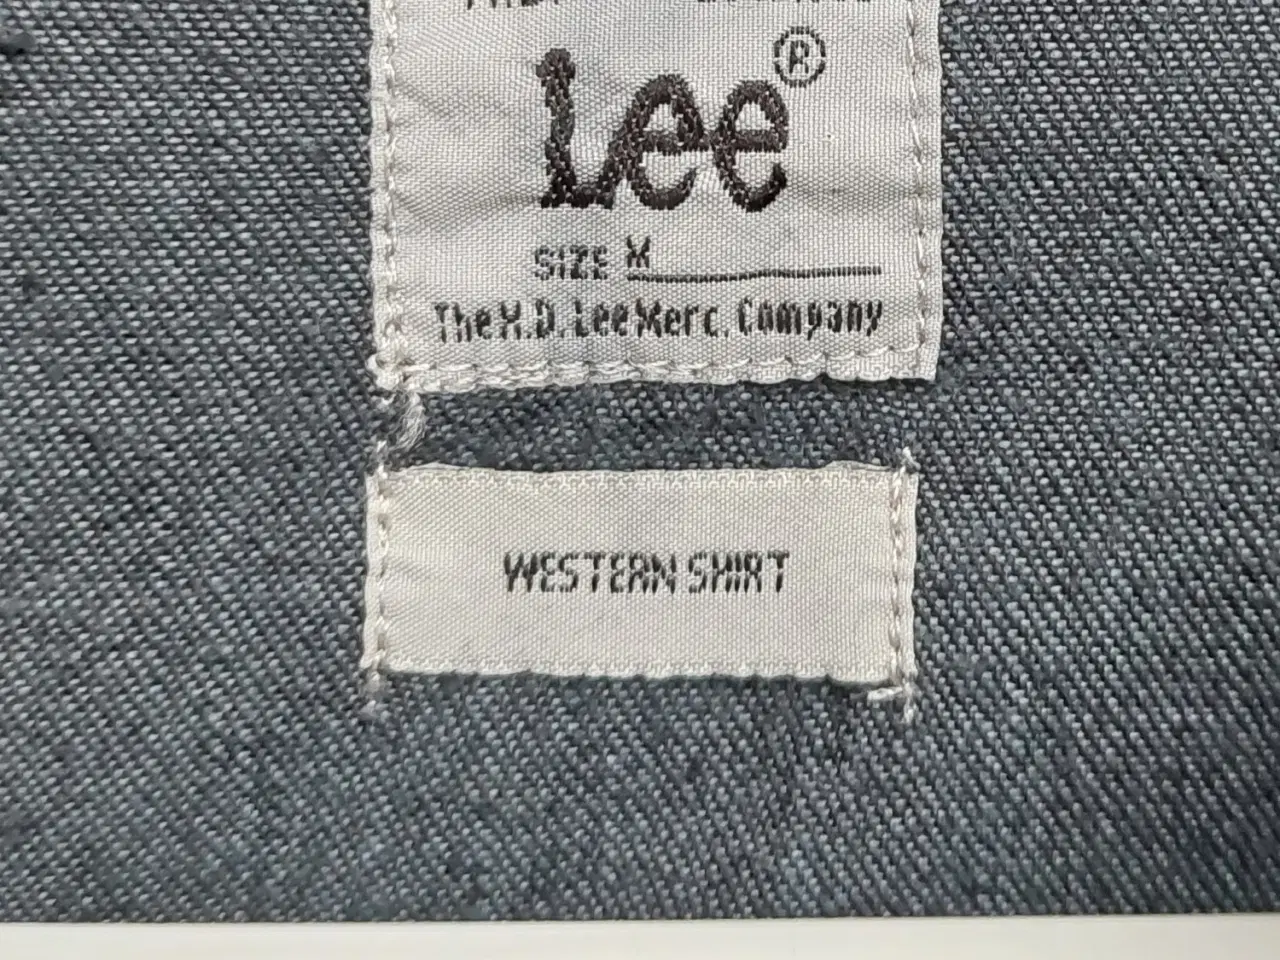 Lee®
SIZE M
The H.D. Lee Merc. Company
WESTERN SHIRT